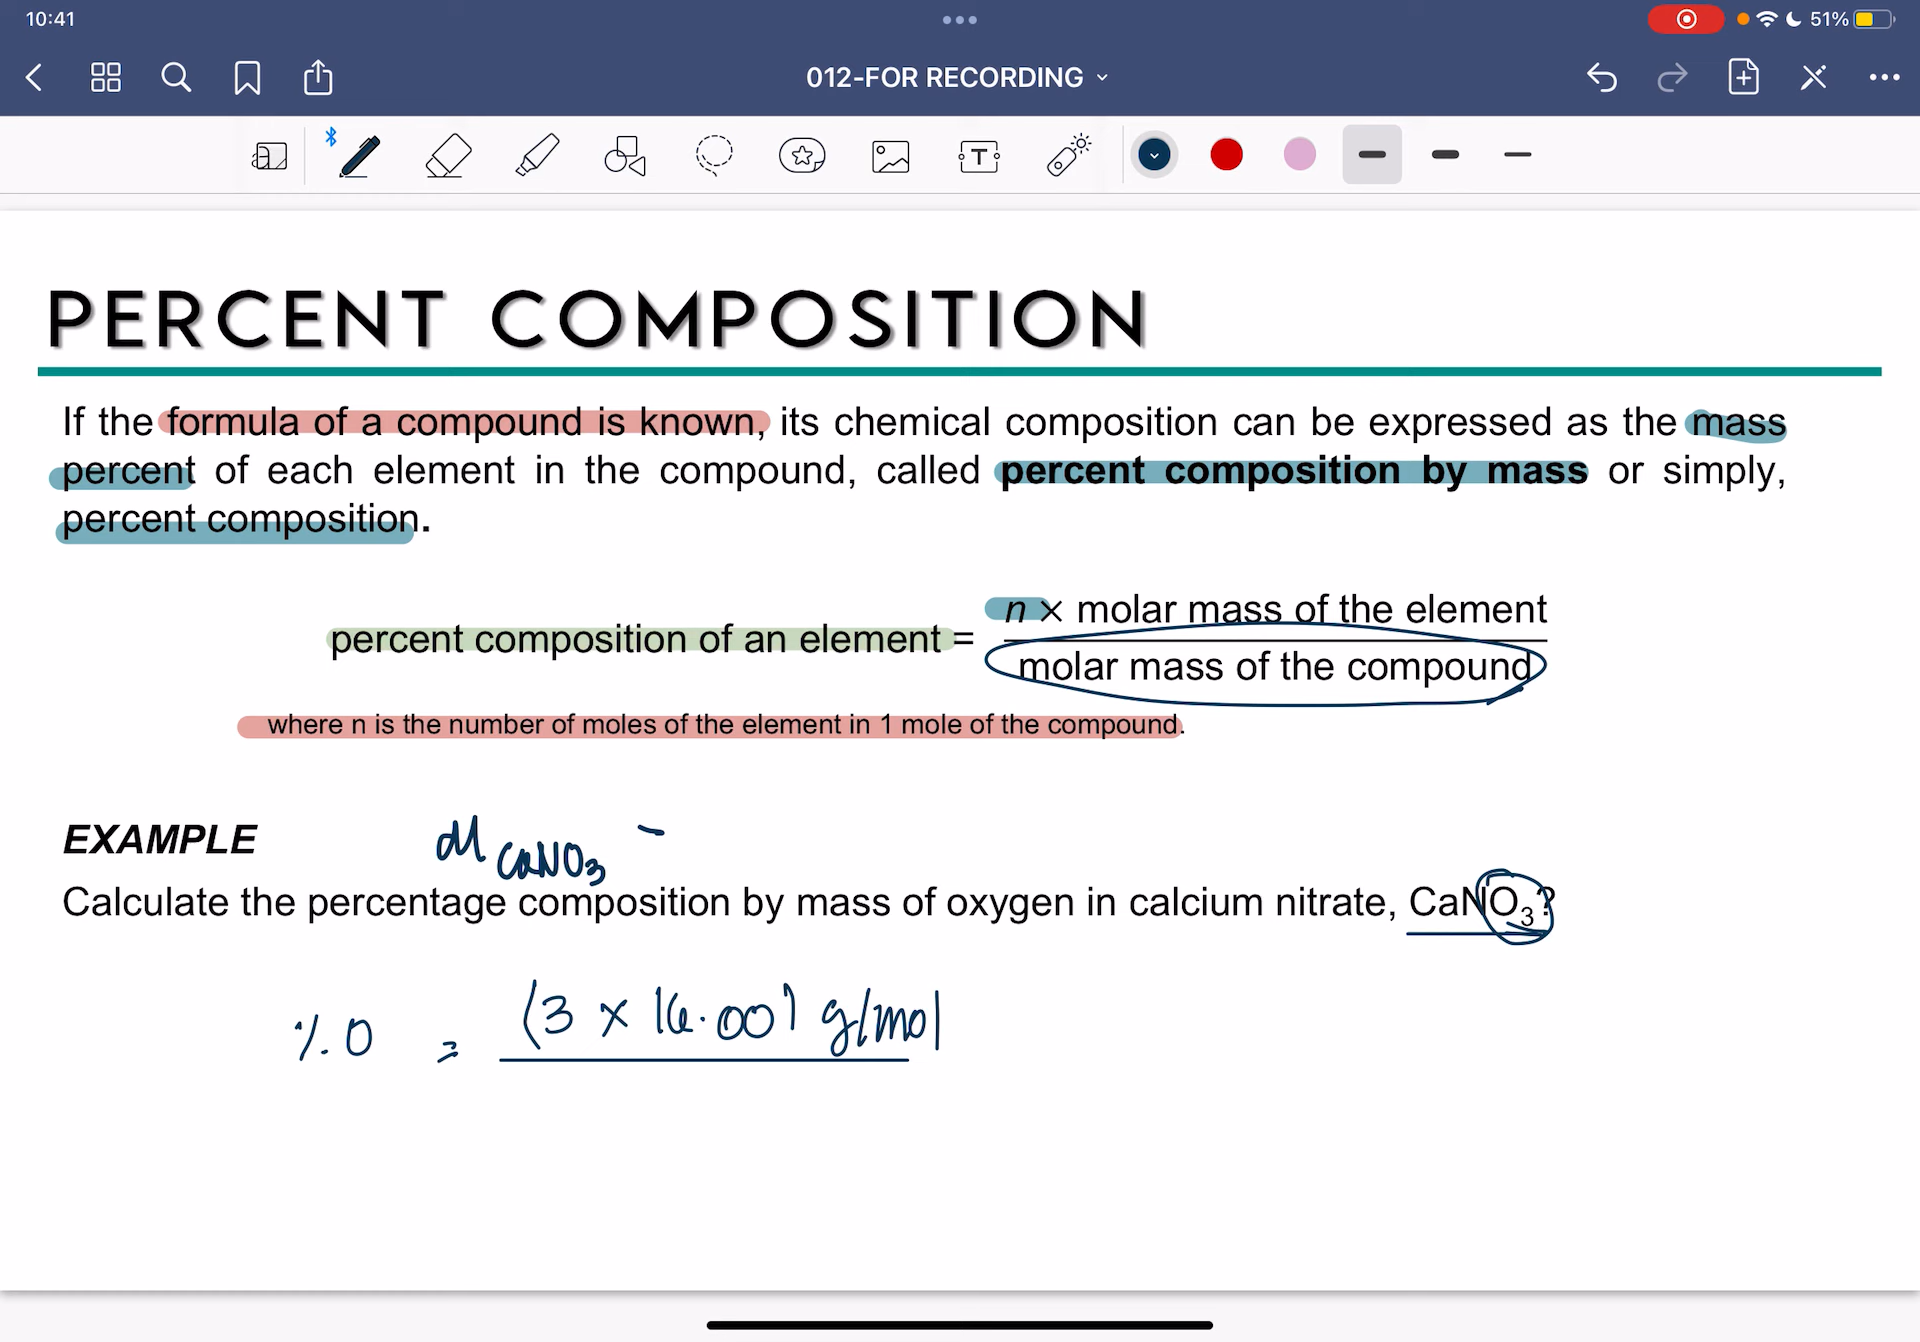 10:41
51%
012-FOR RECORDING
T
PERCENT COMPOSITION
If the formula of a compound is known, its chemical composition can be expressed as the mass
percent of each element in the compound, called percent composition by mass or simply,
percent composition.
n × molar mass of the element
percent composition of an element =
molar mass of the compound
where n is the number of moles of the element in 1 mole of the compound.
EXAMPLE
M CaNO₃ -
Calculate the percentage composition by mass of oxygen in calcium nitrate, CaNO₃?
(3 × 16.00) g/mol
% O =